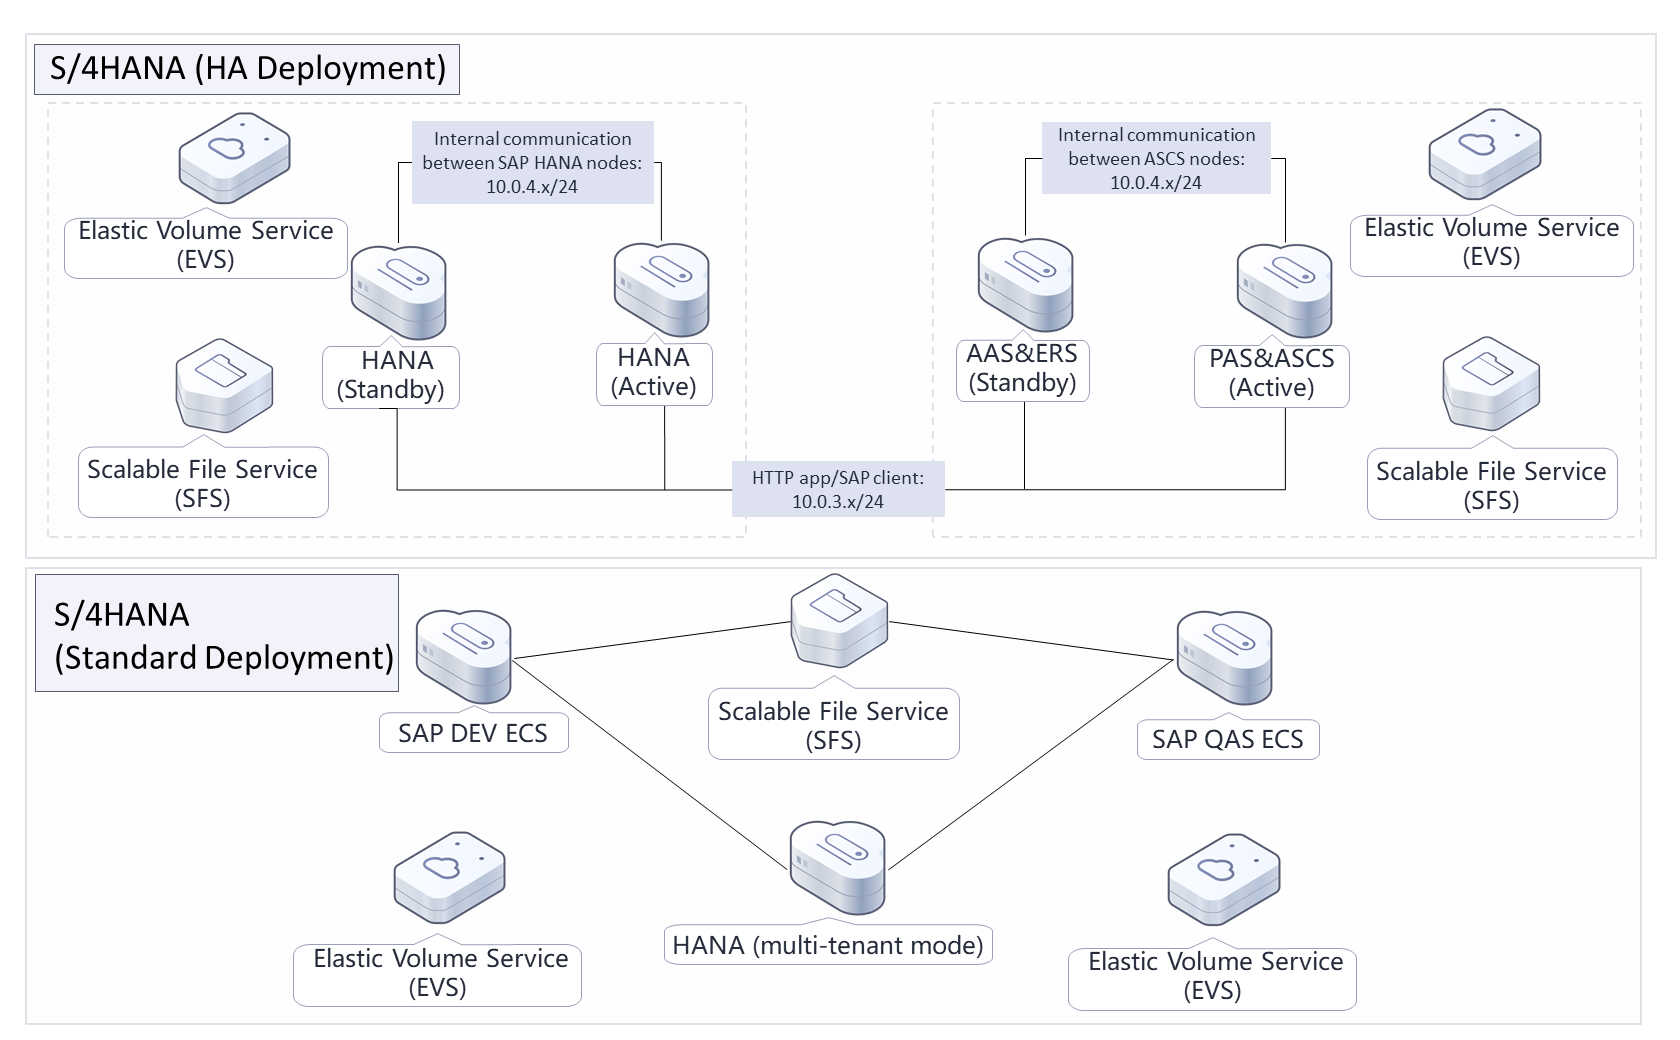 S/4HANA (HA Deployment)
Internal communication
between SAP HANA nodes:
10.0.4.x/24
Internal communication
between ASCS nodes:
10.0.4.x/24
Elastic Volume Service
(EVS)
Elastic Volume Service
(EVS)
HANA
(Standby)
HANA
(Active)
AAS&ERS
(Standby)
PAS&ASCS
(Active)
Scalable File Service
(SFS)
HTTP app/SAP client:
10.0.3.x/24
Scalable File Service
(SFS)
S/4HANA
(Standard Deployment)
SAP DEV ECS
Scalable File Service
(SFS)
SAP QAS ECS
Elastic Volume Service
(EVS)
HANA (multi-tenant mode)
Elastic Volume Service
(EVS)